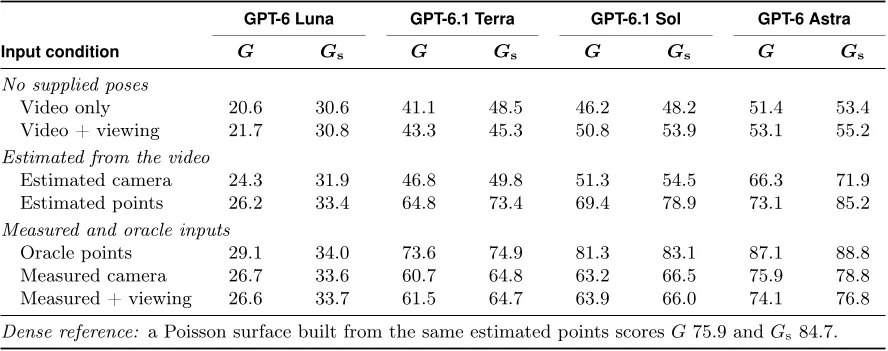 GPT-6 Luna GPT-6.1 Terra GPT-6.1 Sol GPT-6 Astra
Input condition G Gs G Gs G Gs G Gs
No supplied poses
Video only 20.6 30.6 41.1 48.5 46.2 48.2 51.4 53.4
Video + viewing 21.7 30.8 43.3 45.3 50.8 53.9 53.1 55.2
Estimated from the video
Estimated camera 24.3 31.9 46.8 49.8 51.3 54.5 66.3 71.9
Estimated points 26.2 33.4 64.8 73.4 69.4 78.9 73.1 85.2
Measured and oracle inputs
Oracle points 29.1 34.0 73.6 74.9 81.3 83.1 87.1 88.8
Measured camera 26.7 33.6 60.7 64.8 63.2 66.5 75.9 78.8
Measured + viewing 26.6 33.7 61.5 64.7 63.9 66.0 74.1 76.8
Dense reference: a Poisson surface built from the same estimated points scores G 75.9 and Gs 84.7.